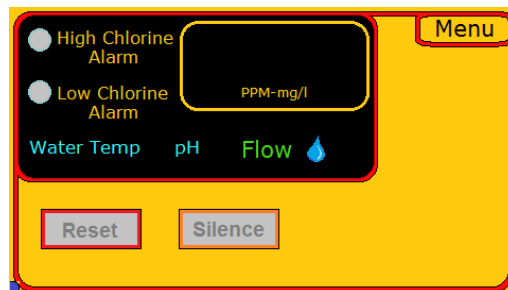 High Chlorine
Alarm
Menu
Low Chlorine
Alarm
PPM-mg/l
Water Temp pH Flow
Reset Silence